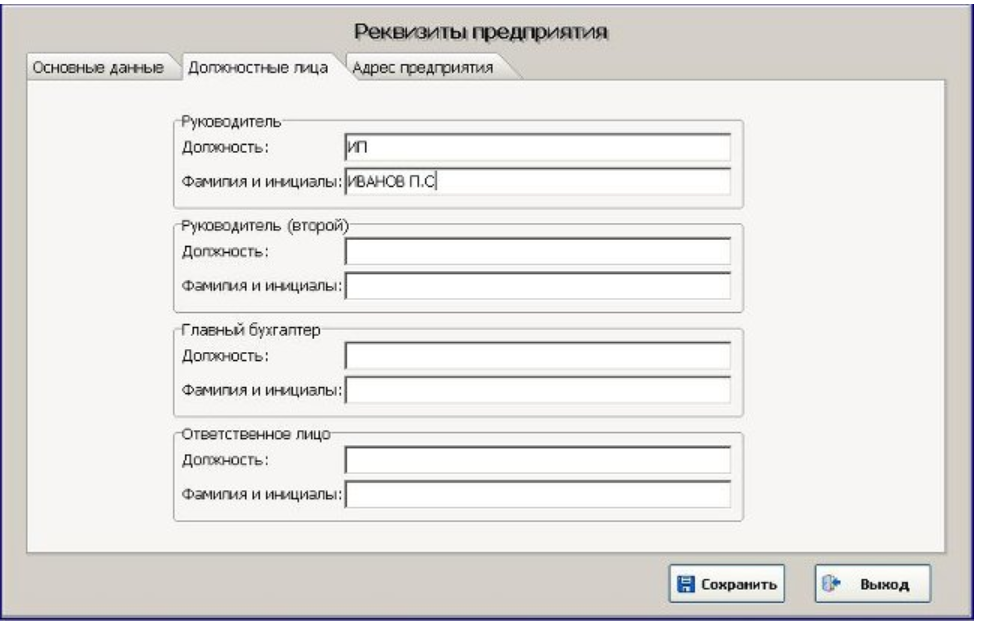 Реквизиты предприятия
Основные данные Должностные лица Адрес предприятия
Руководитель
Должность: ИП
Фамилия и инициалы: ИВАНОВ П.С
Руководитель (второй)
Должность:
Фамилия и инициалы:
Главный бухгалтер
Должность:
Фамилия и инициалы:
Ответственное лицо
Должность:
Фамилия и инициалы:
Сохранить Выход